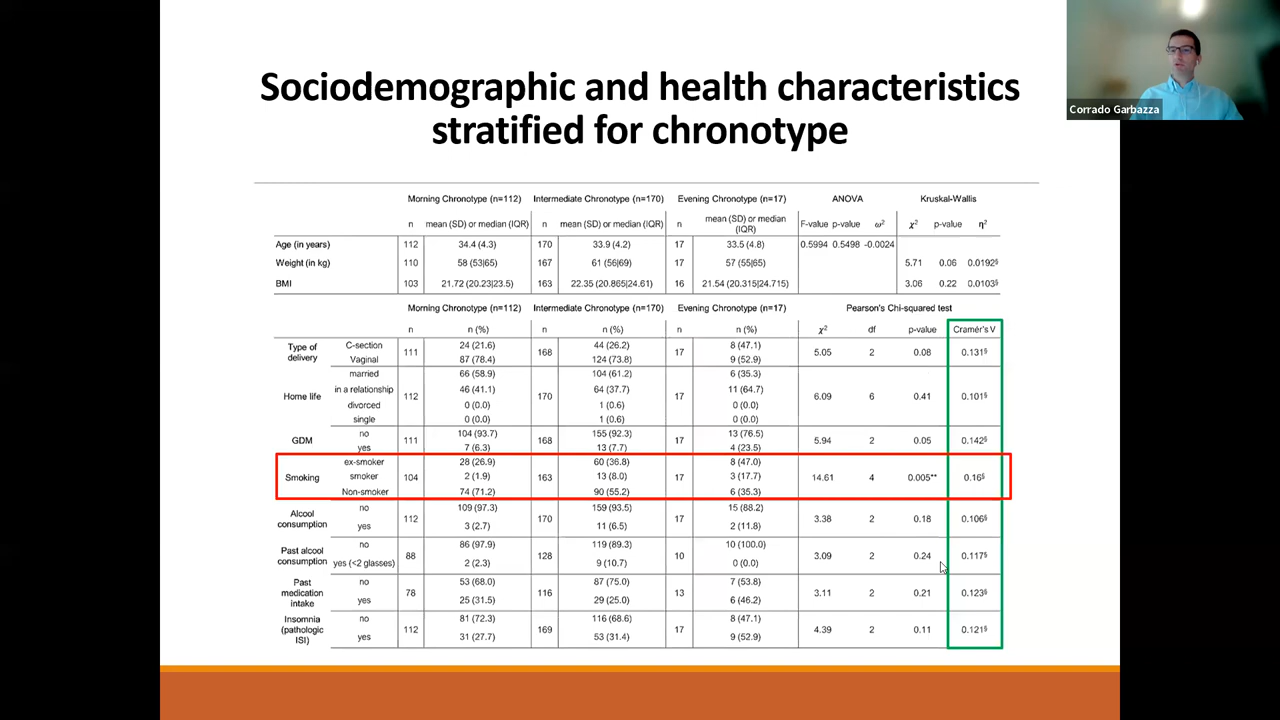 Corrado Garbazza
Sociodemographic and health characteristics
stratified for chronotype
Morning Chronotype (n=112) Intermediate Chronotype (n=170) Evening Chronotype (n=17) ANOVA Kruskal-Wallis
n mean (SD) or median (IQR) n mean (SD) or median (IQR) n mean (SD) or median (IQR) F-value p-value ω² χ² p-value η²
Age (in years) 112 34.4 (4.3) 170 33.9 (4.2) 17 33.5 (4.8) 0.5994 0.5498 -0.0024
Weight (in kg) 110 58 (53|65) 167 61 (56|69) 17 57 (55|65) 5.71 0.06 0.0192§
BMI 103 21.72 (20.23|23.5) 163 22.35 (20.865|24.61) 16 21.54 (20.315|24.715) 3.06 0.22 0.0103§
Morning Chronotype (n=112) Intermediate Chronotype (n=170) Evening Chronotype (n=17) Pearson's Chi-squared test
n n (%) n n (%) n n (%) χ² df p-value Cramér's V
Type of delivery 111 168 17 5.05 2 0.08 0.131§
C-section 24 (21.6) 44 (26.2) 8 (47.1)
Vaginal 87 (78.4) 124 (73.8) 9 (52.9)
Home life 112 170 17 6.09 6 0.41 0.101§
married 66 (58.9) 104 (61.2) 6 (35.3)
in a relationship 46 (41.1) 64 (37.7) 11 (64.7)
divorced 0 (0.0) 1 (0.6) 0 (0.0)
single 0 (0.0) 1 (0.6) 0 (0.0)
GDM 111 168 17 5.94 2 0.05 0.142§
no 104 (93.7) 155 (92.3) 13 (76.5)
yes 7 (6.3) 13 (7.7) 4 (23.5)
Smoking 104 163 17 14.61 4 0.005** 0.16§
ex-smoker 28 (26.9) 60 (36.8) 8 (47.0)
smoker 2 (1.9) 13 (8.0) 3 (17.7)
Non-smoker 74 (71.2) 90 (55.2) 6 (35.3)
Alcool consumption 112 170 17 3.38 2 0.18 0.106§
no 109 (97.3) 159 (93.5) 15 (88.2)
yes 3 (2.7) 11 (6.5) 2 (11.8)
Past alcool consumption 88 128 10 3.09 2 0.24 0.117§
no 86 (97.9) 119 (89.3) 10 (100.0)
yes (<2 glasses) 2 (2.3) 9 (10.7) 0 (0.0)
Past medication intake 78 116 13 3.11 2 0.21 0.123§
no 53 (68.0) 87 (75.0) 7 (53.8)
yes 25 (31.5) 29 (25.0) 6 (46.2)
Insomnia (pathologic ISI) 112 169 17 4.39 2 0.11 0.121§
no 81 (72.3) 116 (68.6) 8 (47.1)
yes 31 (27.7) 53 (31.4) 9 (52.9)